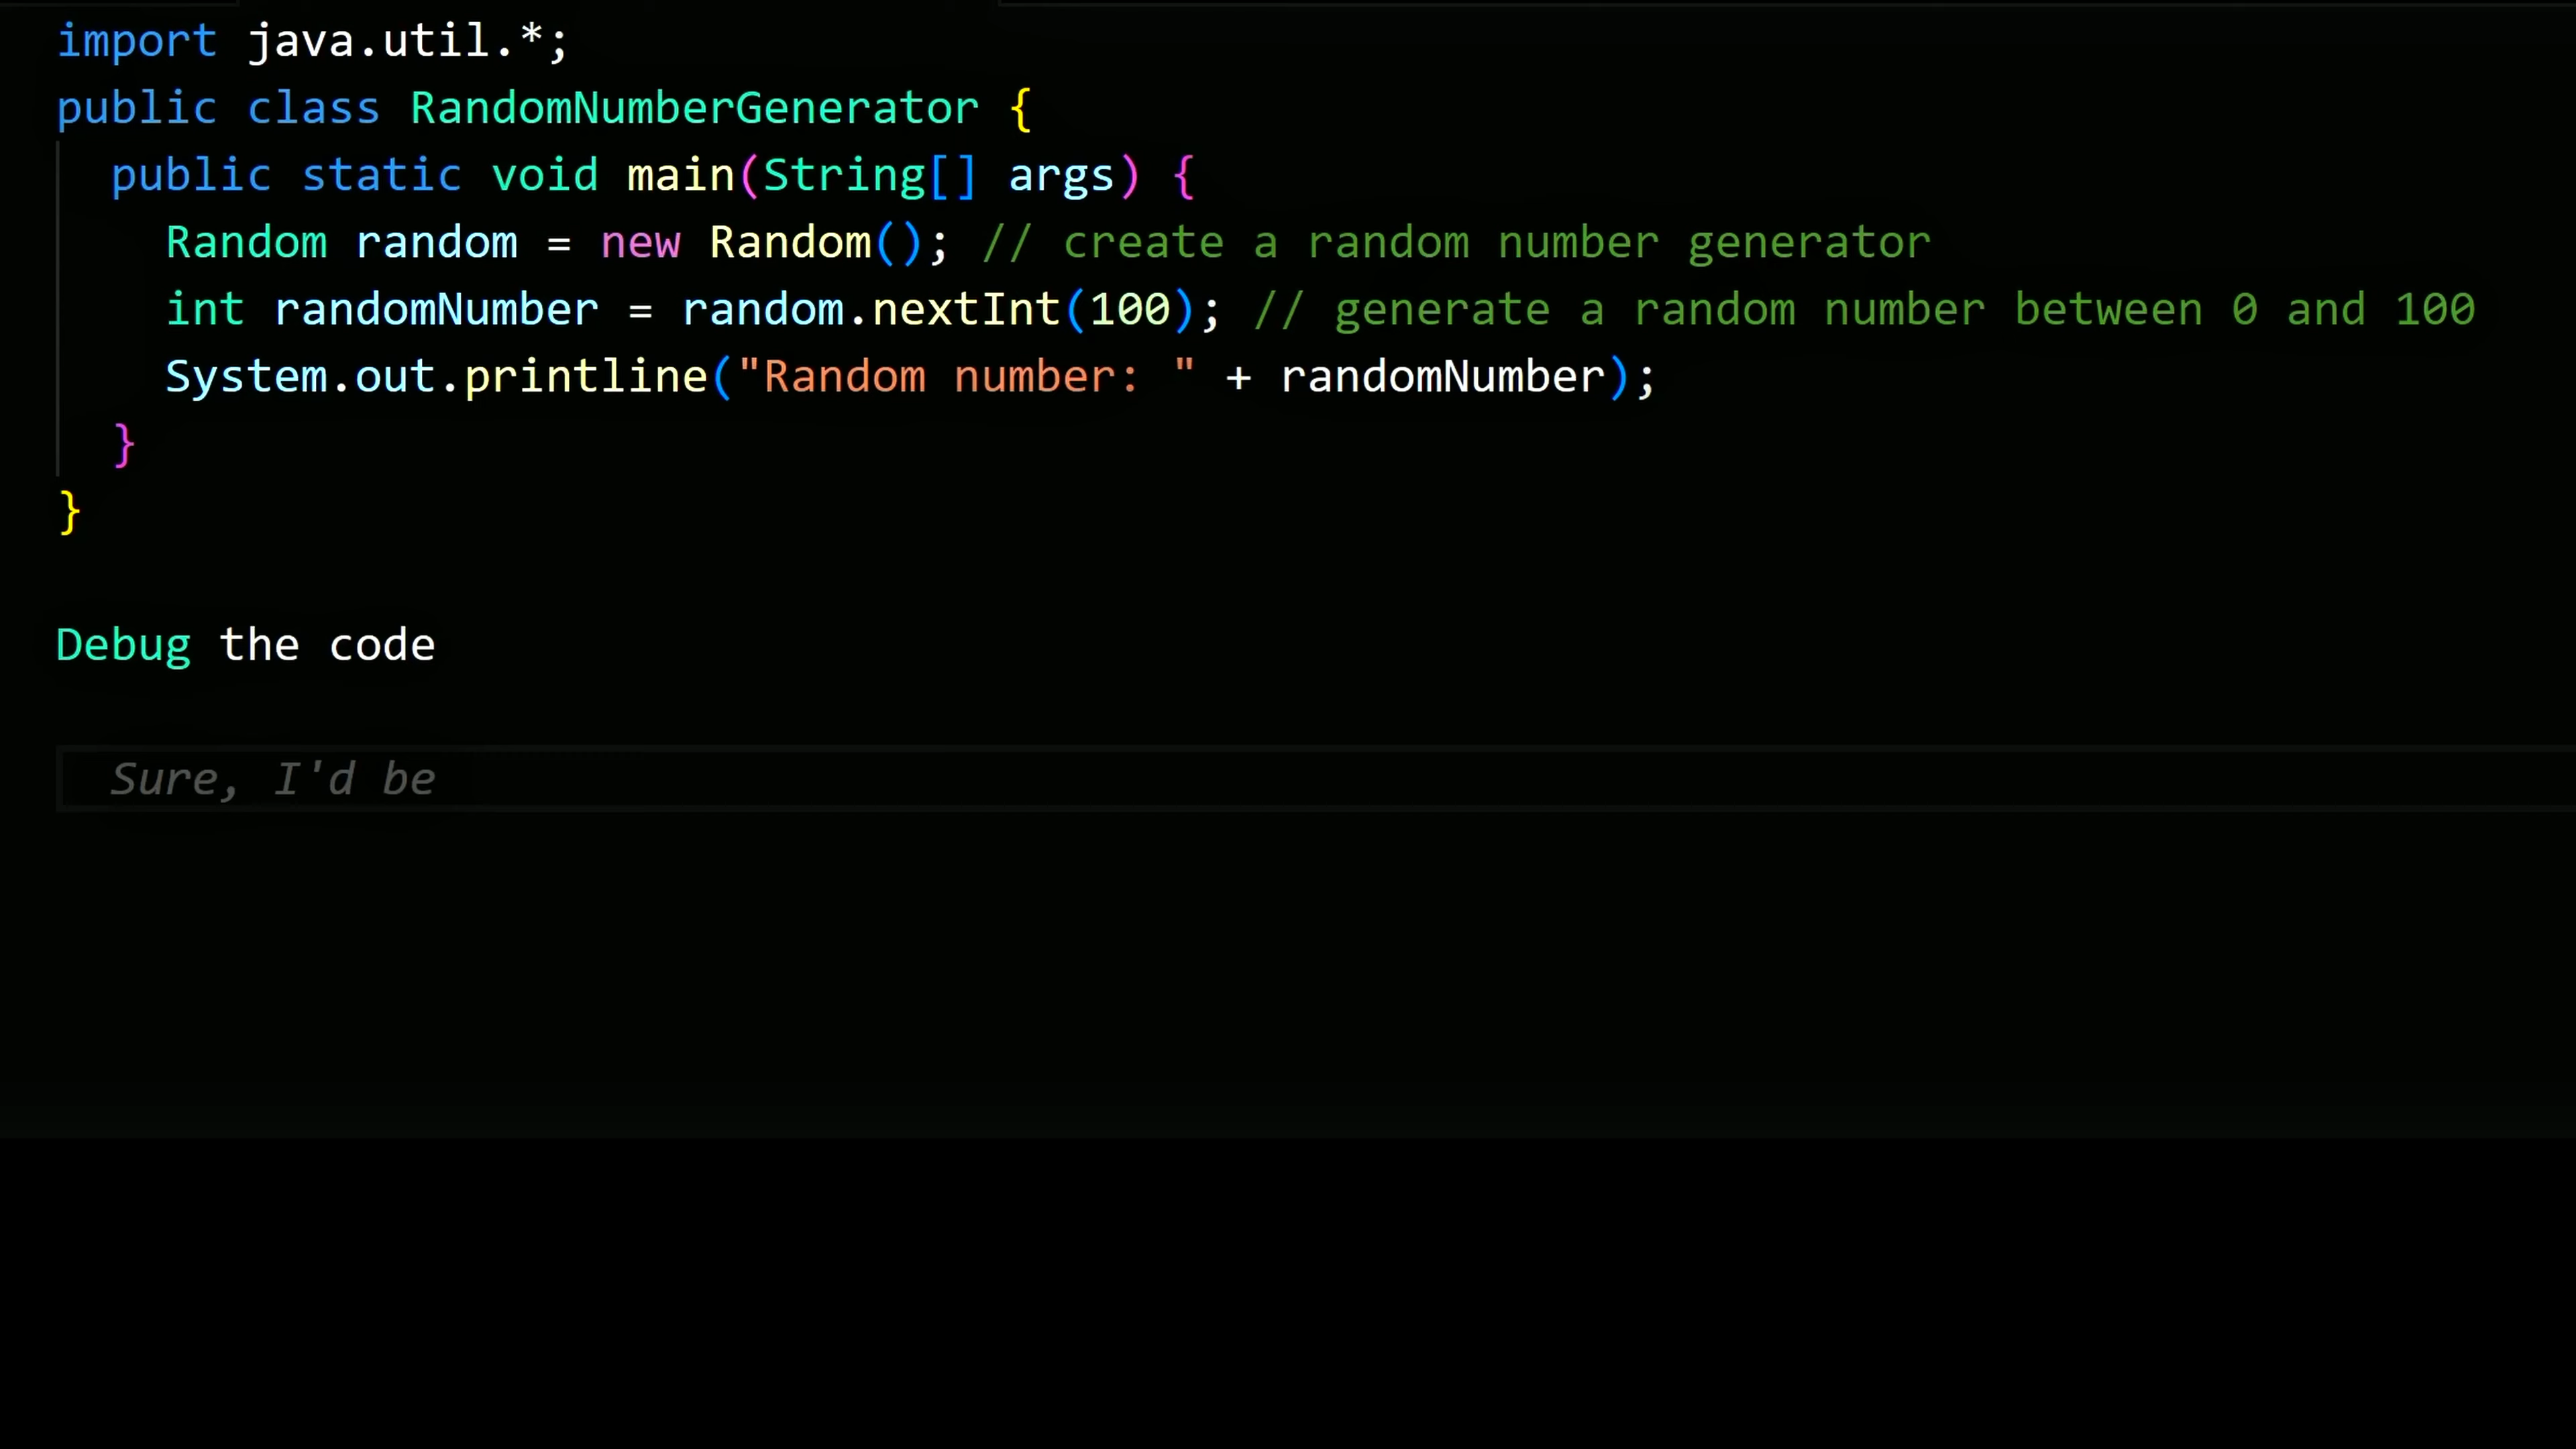 import java.util.*;
public class RandomNumberGenerator {
public static void main(String[] args) {
Random random = new Random(); // create a random number generator
int randomNumber = random.nextInt(100); // generate a random number between 0 and 100
System.out.printline("Random number: " + randomNumber);
}
}
Debug the code
Sure, I'd be